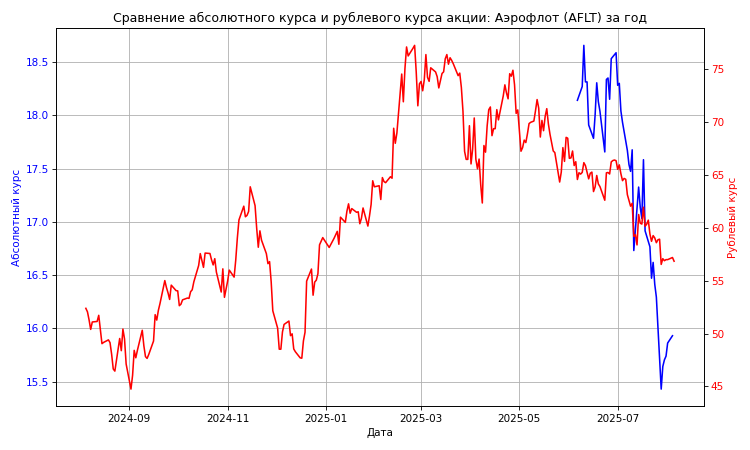 Сравнение абсолютного курса и рублевого курса акции: Аэрофлот (AFLT) за год
18.5
18.0
17.5
17.0
16.5
16.0
15.5
Абсолютный курс
75
70
65
60
55
50
45
Рублевый курс
2024-09 2024-11 2025-01 2025-03 2025-05 2025-07
Дата